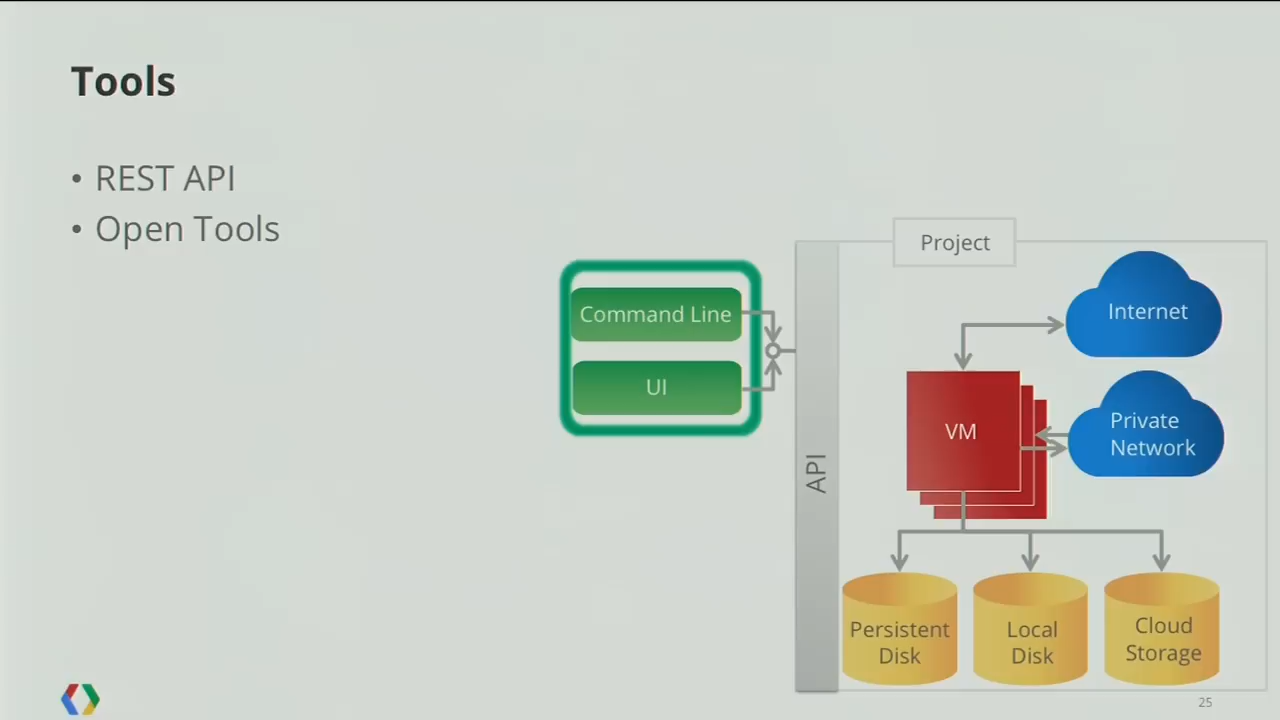 Tools
• REST API
• Open Tools
Project
Command Line
UI
API
Internet
VM
Private
Network
Persistent
Disk
Local
Disk
Cloud
Storage
25